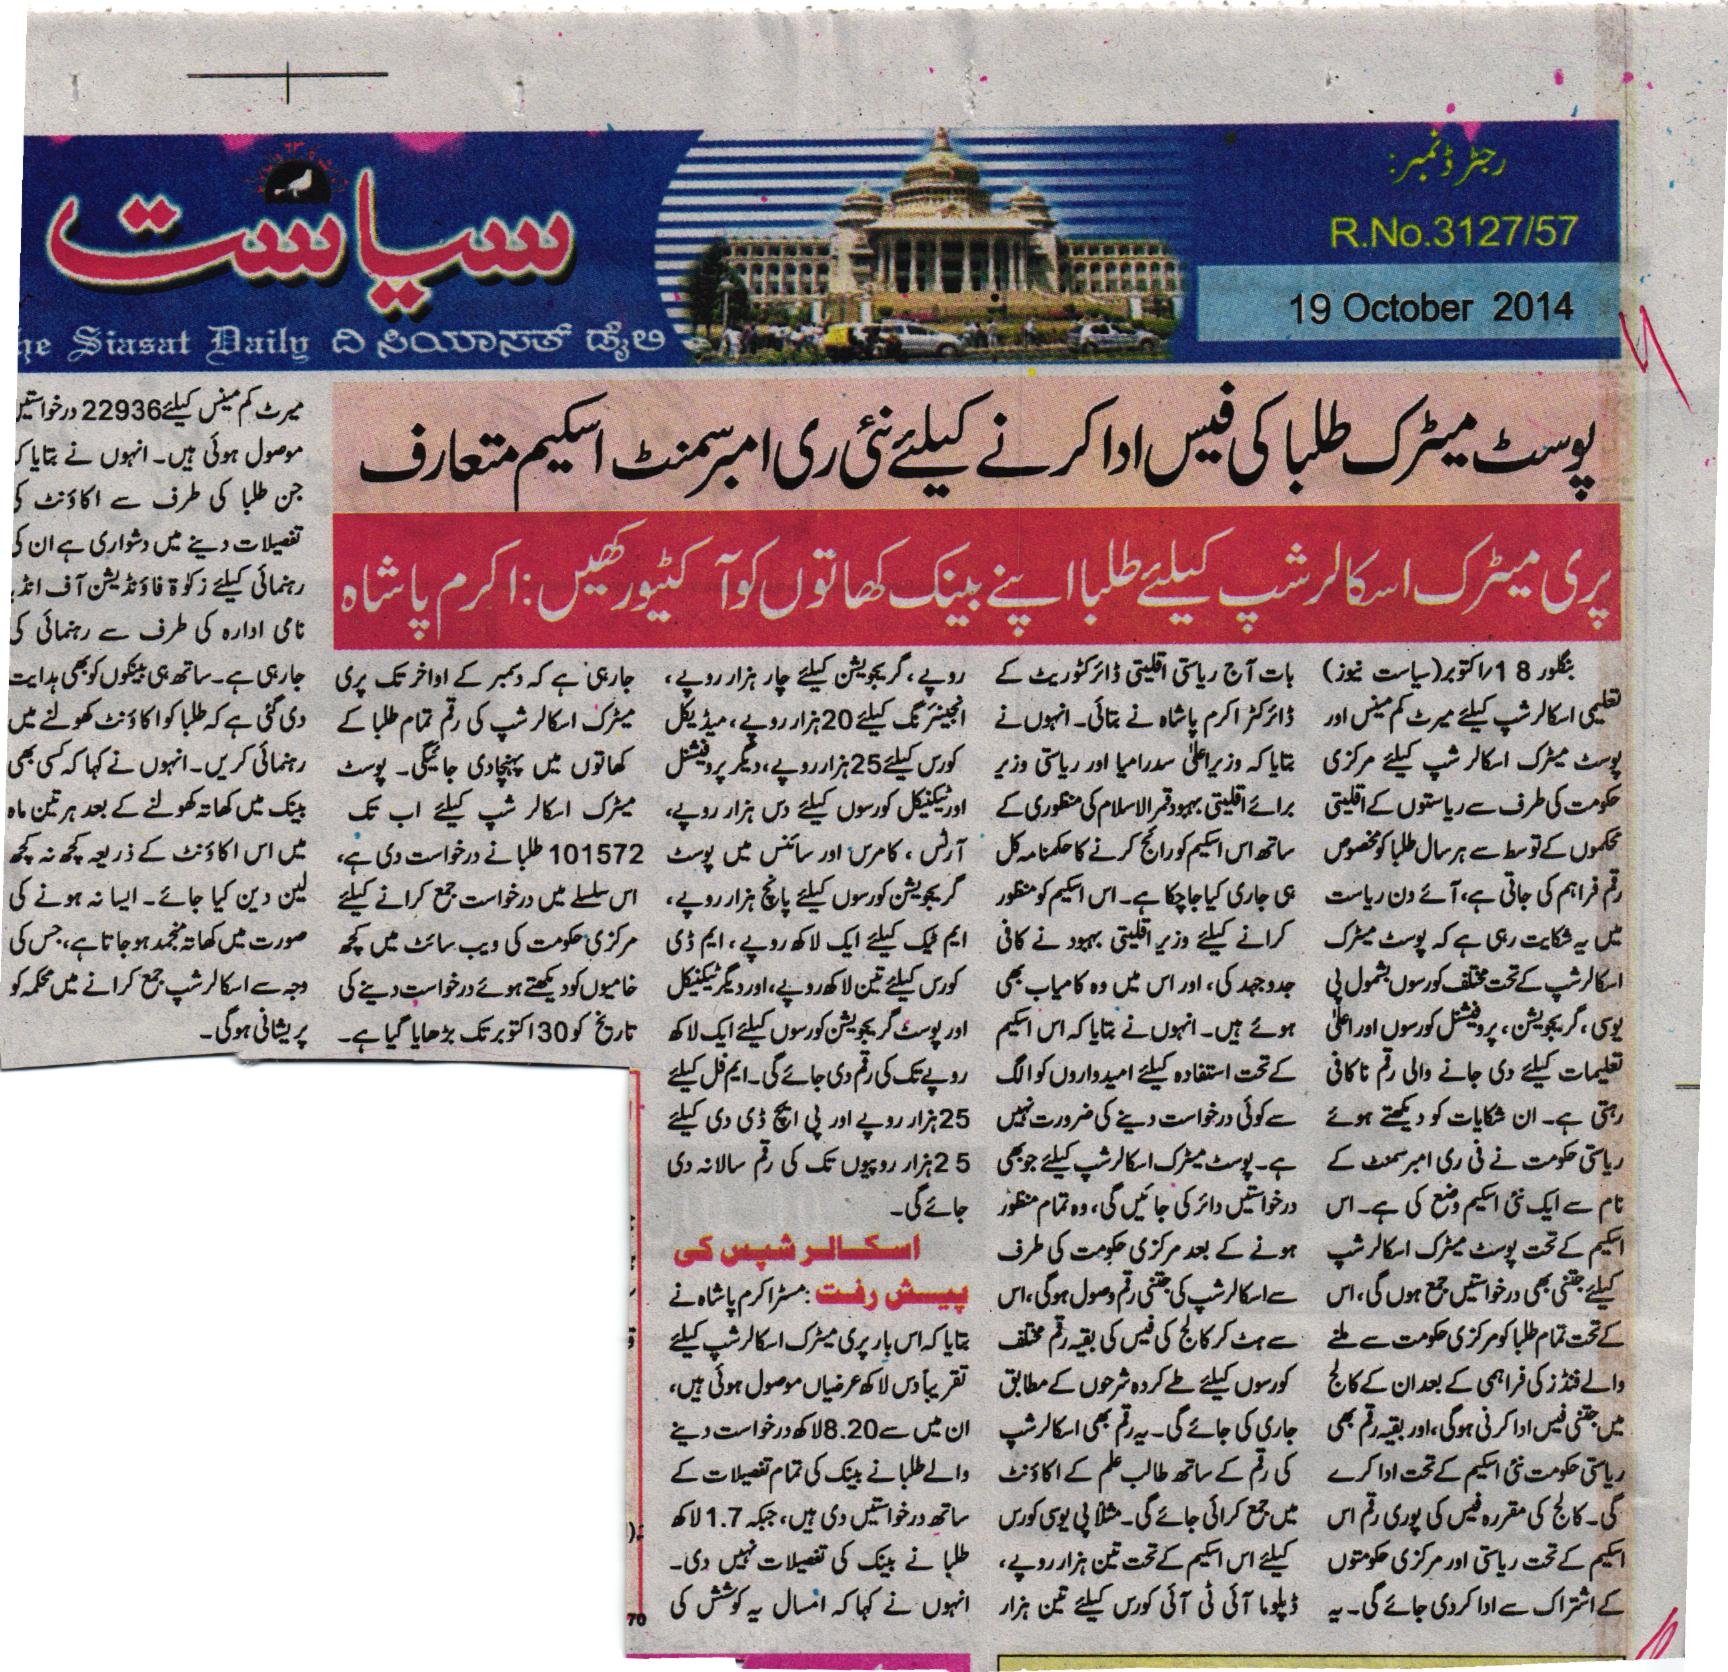 سیاست
The Siasat Daily ದಿ ಸಿಯಾಸತ್ ಡೈಲಿ
رجٹرڈ نمبر:
R.No.3127/57
19 October 2014
پوسٹ میٹرک طلبا کی فیس ادا کرنے کیلئے نئی ری امبرسمنٹ اسکیم متعارف
پری میٹرک اسکالرشپ کیلئے طلبا اپنے بینک کھاتوں کو آکٹیو رکھیں: اکرم پاشاہ
بنگلور 18/اکتوبر(سیاست نیوز)
تعلیمی اسکالر شپ کیلئے میرٹ کم مینس اور
پوسٹ میٹرک اسکالر شپ کیلئے مرکزی
حکومت کی طرف سے ریاستوں کے اقلیتی
محکموں کے توسط سے ہر سال طلبا کو مخصوص
رقم فراہم کی جاتی ہے، آئے دن ریاست
میں یہ شکایت رہی ہے کہ پوسٹ میٹرک
اسکالرشپ کے تحت مختلف کورسوں بشمول پی
یوسی، گریجویشن، پروفیشنل کورسوں اور اعلیٰ
تعلیمات کیلئے دی جانے والی رقم ناکافی
رہتی ہے۔ ان شکایات کو دیکھتے ہوئے
ریاستی حکومت نے فی ری امبرسمنٹ کے
نام سے ایک نئی اسکیم وضع کی ہے۔ اس
اسکیم کے تحت پوسٹ میٹرک اسکالر شپ
کیلئے جتنی بھی درخواستیں جمع ہوں گی، اس
کے تحت تمام طلبا کو مرکزی حکومت سے ملنے
والے فنڈز کی فراہمی کے بعد ان کے کالج
میں جتنی فیس ادا کرنی ہوگی، اور بقیہ رقم بھی
ریاستی حکومت نئی اسکیم کے تحت ادا کرے
گی۔ کالج کی مقررہ فیس کی پوری رقم اس
اسکیم کے تحت ریاستی اور مرکزی حکومتوں
کے اشتراک سے ادا کردی جائے گی۔ یہ
بات آج ریاستی اقلیتی ڈائرکٹوریٹ کے
ڈائرکٹر اکرم پاشاہ نے بتائی۔ انہوں نے
بتایا کہ وزیراعلیٰ سدرامیا اور ریاستی وزیر
برائے اقلیتی بہبود قمرالاسلام کی منظوری کے
ساتھ اس اسکیم کو رائج کرنے کا حکمنامہ کل
ہی جاری کیا جاچکا ہے۔ اس اسکیم کو منظور
کرانے کیلئے وزیر اقلیتی بہبود نے کافی
جدوجہد کی، اور اس میں وہ کامیاب بھی
ہوئے ہیں۔ انہوں نے بتایا کہ اس اسکیم
کے تحت استفادہ کیلئے امیدواروں کو الگ
سے کوئی درخواست دینے کی ضرورت نہیں
ہے۔ پوسٹ میٹرک اسکالرشپ کیلئے جو بھی
درخواستیں دائر کی جائیں گی، وہ تمام منظور
ہونے کے بعد مرکزی حکومت کی طرف
سے اسکالرشپ کی جتنی رقم وصول ہوگی، اس
سے ہٹ کر کالج کی فیس کی بقیہ رقم مختلف
کورسوں کیلئے طے کردہ شرحوں کے مطابق
جاری کی جائے گی۔ یہ رقم بھی اسکالرشپ
کی رقم کے ساتھ طالب علم کے اکاؤنٹ
میں جمع کرائی جائے گی۔ مثلاً پی یوسی کورس
کیلئے اس اسکیم کے تحت تین ہزار روپے،
ڈپلوما آئی ٹی آئی کورس کیلئے تین ہزار
روپے، گریجویشن کیلئے چار ہزار روپے،
انجینئرنگ کیلئے 20ہزار روپے، میڈیکل
کورس کیلئے 25ہزار روپے، دیگر پروفیشنل
اور ٹیکنیکل کورسوں کیلئے دس ہزار روپے،
آرٹس، کامرس اور سائنس میں پوسٹ
گریجویشن کورسوں کیلئے پانچ ہزار روپے،
ایم ٹیک کیلئے ایک لاکھ روپے، ایم ڈی
کورس کیلئے تین لاکھ روپے، اور دیگر ٹیکنیکل
اور پوسٹ گریجویشن کورسوں کیلئے ایک لاکھ
روپے تک کی رقم دی جائے گی۔ ایم فل کیلئے
25ہزار روپے اور پی ایچ ڈی دی کیلئے
25ہزار روپیوں تک کی رقم سالانہ دی
جائے گی۔
اسکالر شپس کی
پیش رفت: مسٹر اکرم پاشاہ نے
بتایا کہ اس بار پری میٹرک اسکالرشپ کیلئے
تقریباً دس لاکھ عرضیاں موصول ہوئی ہیں،
ان میں سے 8.20لاکھ درخواست دینے
والے طلبا نے بینک کی تمام تفصیلات کے
ساتھ درخواستیں دی ہیں، جبکہ 1.7 لاکھ
طلبا نے بینک کی تفصیلات نہیں دی۔
انہوں نے کہا کہ امسال یہ کوشش کی
جارہی ہے کہ دسمبر کے اواخر تک پری
میٹرک اسکالر شپ کی رقم تمام طلبا کے
کھاتوں میں پہنچادی جائیگی۔ پوسٹ
میٹرک اسکالر شپ کیلئے اب تک
101572 طلبا نے درخواست دی ہے،
اس سلسلے میں درخواست جمع کرانے کیلئے
مرکزی حکومت کی ویب سائٹ میں کچھ
خامیوں کو دیکھتے ہوئے درخواست دینے کی
تاریخ کو 30 اکتوبر تک بڑھایا گیا ہے۔
میرٹ کم مینس کیلئے 22936 درخواستیں
موصول ہوئی ہیں۔ انہوں نے بتایا کہ
جن طلبا کی طرف سے اکاؤنٹ کی
تفصیلات دینے میں دشواری ہے ان کی
رہنمائی کیلئے زکوٰۃ فاؤنڈیشن آف انڈیا
نامی ادارہ کی طرف سے رہنمائی کی
جارہی ہے۔ ساتھ ہی بینکوں کو بھی ہدایت
دی گئی ہے کہ طلبا کو اکاؤنٹ کھولنے میں
رہنمائی کریں۔ انہوں نے کہا کہ کسی بھی
بینک میں کھاتہ کھولنے کے بعد ہر تین ماہ
میں اس اکاؤنٹ کے ذریعہ کچھ نہ کچھ
لین دین کیا جائے۔ ایسا نہ ہونے کی
صورت میں کھاتہ منجمد ہوجاتا ہے، جس کی
وجہ سے اسکالرشپ جمع کرانے میں محکمہ کو
پریشانی ہوگی۔
70